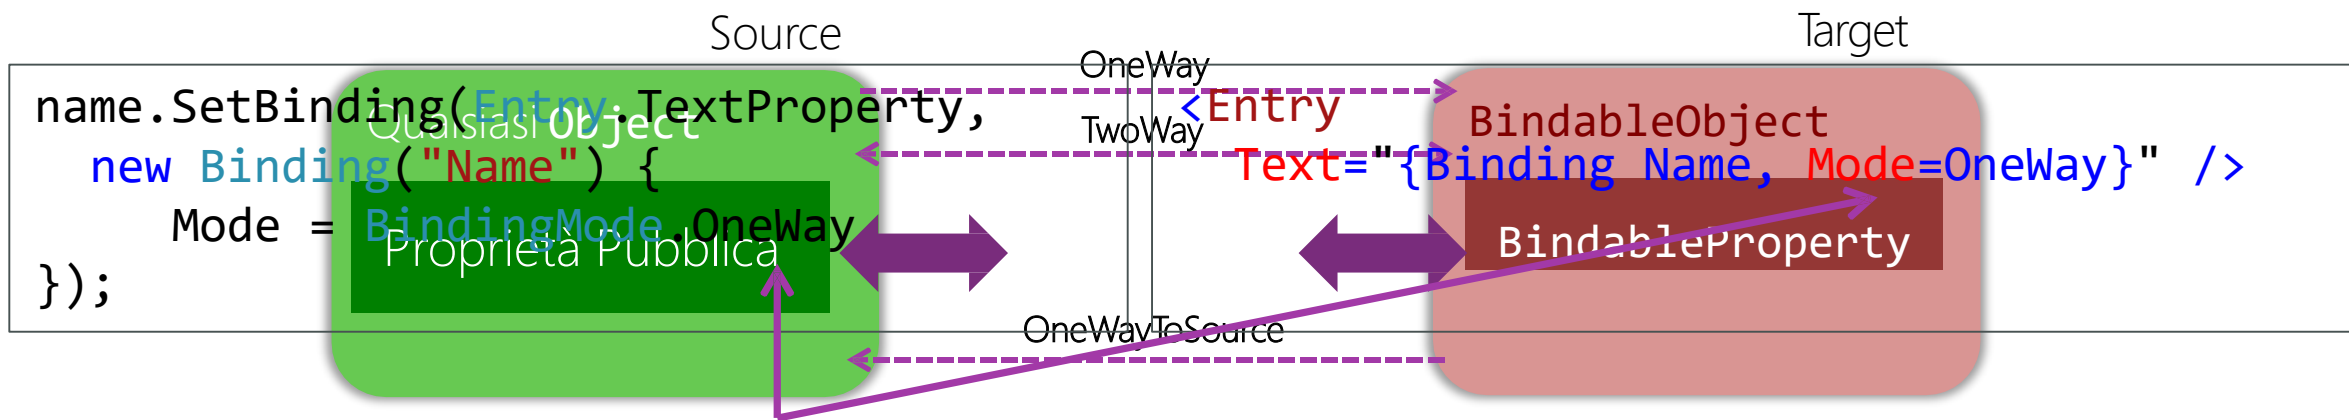 Source
Target
OneWay
TwoWay
OneWayToSource
Qualsiasi Object
Proprietà Pubblica
BindableObject
BindableProperty
name.SetBinding(Entry.TextProperty,
new Binding("Name") {
Mode = BindingMode.OneWay
});
<Entry
Text="{Binding Name, Mode=OneWay}" />